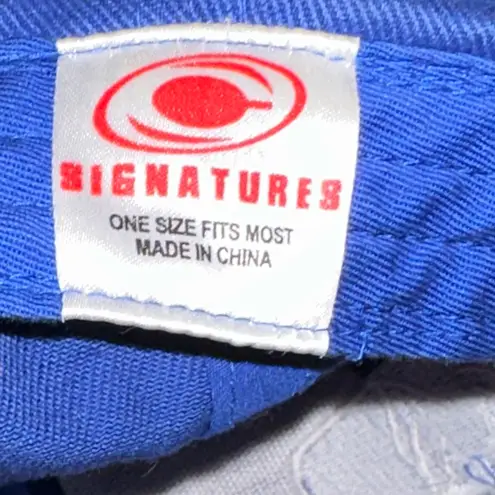 SIGNATURES
ONE SIZE FITS MOST
MADE IN CHINA